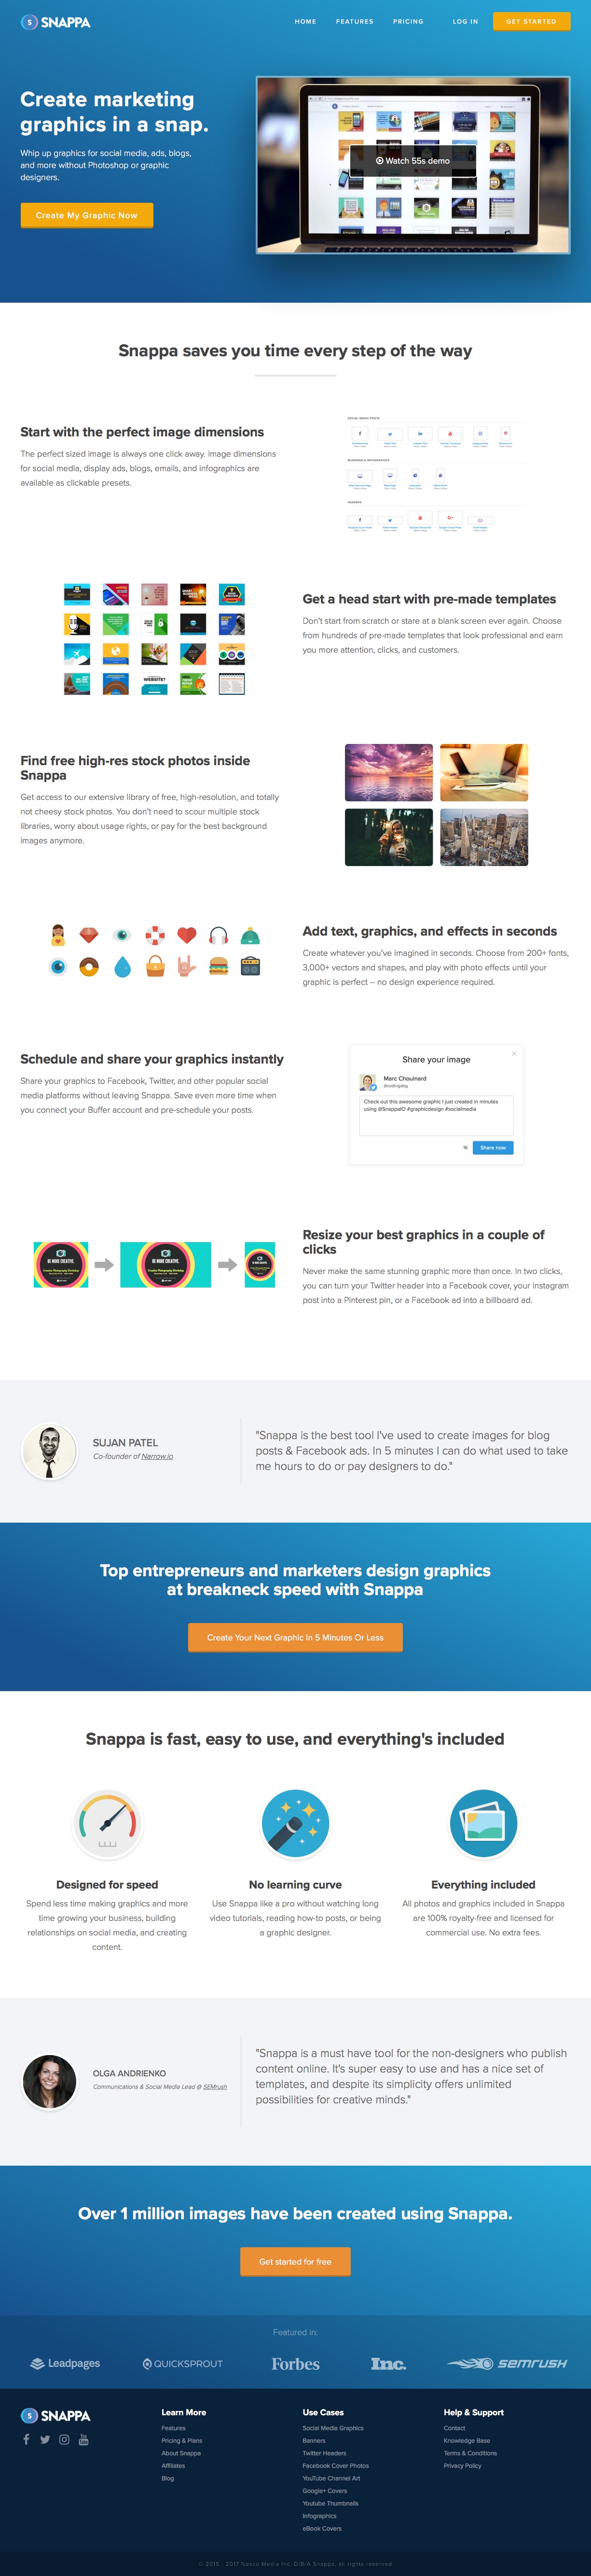 SNAPPA
HOME FEATURES PRICING LOG IN GET STARTED
Create marketing
graphics in a snap.
Whip up graphics for social media, ads, blogs,
and more without Photoshop or graphic
designers.
Create My Graphic Now
Watch 55s demo
Snappa saves you time every step of the way
Start with the perfect image dimensions
The perfect sized image is always one click away. Image dimensions
for social media, display ads, blogs, emails, and infographics are
available as clickable presets.
SOCIAL MEDIA POSTS
BLOGGING & INFOGRAPHICS
HEADERS
Get a head start with pre-made templates
Don't start from scratch or stare at a blank screen ever again. Choose
from hundreds of pre-made templates that look professional and earn
you more attention, clicks, and customers.
Find free high-res stock photos inside
Snappa
Get access to our extensive library of free, high-resolution, and totally
not cheesy stock photos. You don't need to scour multiple stock
libraries, worry about usage rights, or pay for the best background
images anymore.
Add text, graphics, and effects in seconds
Create whatever you've imagined in seconds. Choose from 200+ fonts,
3,000+ vectors and shapes, and play with photo effects until your
graphic is perfect -- no design experience required.
Schedule and share your graphics instantly
Share your graphics to Facebook, Twitter, and other popular social
media platforms without leaving Snappa. Save even more time when
you connect your Buffer account and pre-schedule your posts.
Share your image
Marc Chouinard
@codingdog
Check out this awesome graphic I just created in minutes
using @SnappaIO #graphicdesign #socialmedia
Share now
BE MORE CREATIVE.
Creative Photography Workshop
Resize your best graphics in a couple of
clicks
Never make the same stunning graphic more than once. In two clicks,
you can turn your Twitter header into a Facebook cover, your Instagram
post into a Pinterest pin, or a Facebook ad into a billboard ad.
SUJAN PATEL
Co-founder of Narrow.io
"Snappa is the best tool I've used to create images for blog
posts & Facebook ads. In 5 minutes I can do what used to take
me hours to do or pay designers to do."
Top entrepreneurs and marketers design graphics
at breakneck speed with Snappa
Create Your Next Graphic In 5 Minutes Or Less
Snappa is fast, easy to use, and everything's included
Designed for speed
Spend less time making graphics and more
time growing your business, building
relationships on social media, and creating
content.
No learning curve
Use Snappa like a pro without watching long
video tutorials, reading how-to posts, or being
a graphic designer.
Everything included
All photos and graphics included in Snappa
are 100% royalty-free and licensed for
commercial use. No extra fees.
OLGA ANDRIENKO
Communications & Social Media Lead @ SEMrush
"Snappa is a must have tool for the non-designers who publish
content online. It's super easy to use and has a nice set of
templates, and despite its simplicity offers unlimited
possibilities for creative minds."
Over 1 million images have been created using Snappa.
Get started for free
Featured in:
Leadpages QUICKSPROUT Forbes Inc. SEMRUSH
SNAPPA
Learn More
Features
Pricing & Plans
About Snappa
Affiliates
Blog
Use Cases
Social Media Graphics
Banners
Twitter Headers
Facebook Cover Photos
YouTube Channel Art
Google+ Covers
Youtube Thumbnails
Infographics
eBook Covers
Help & Support
Contact
Knowledge Base
Terms & Conditions
Privacy Policy
© 2015 - 2017 Nooza Media Inc. D/B/A Snappa, all rights reserved